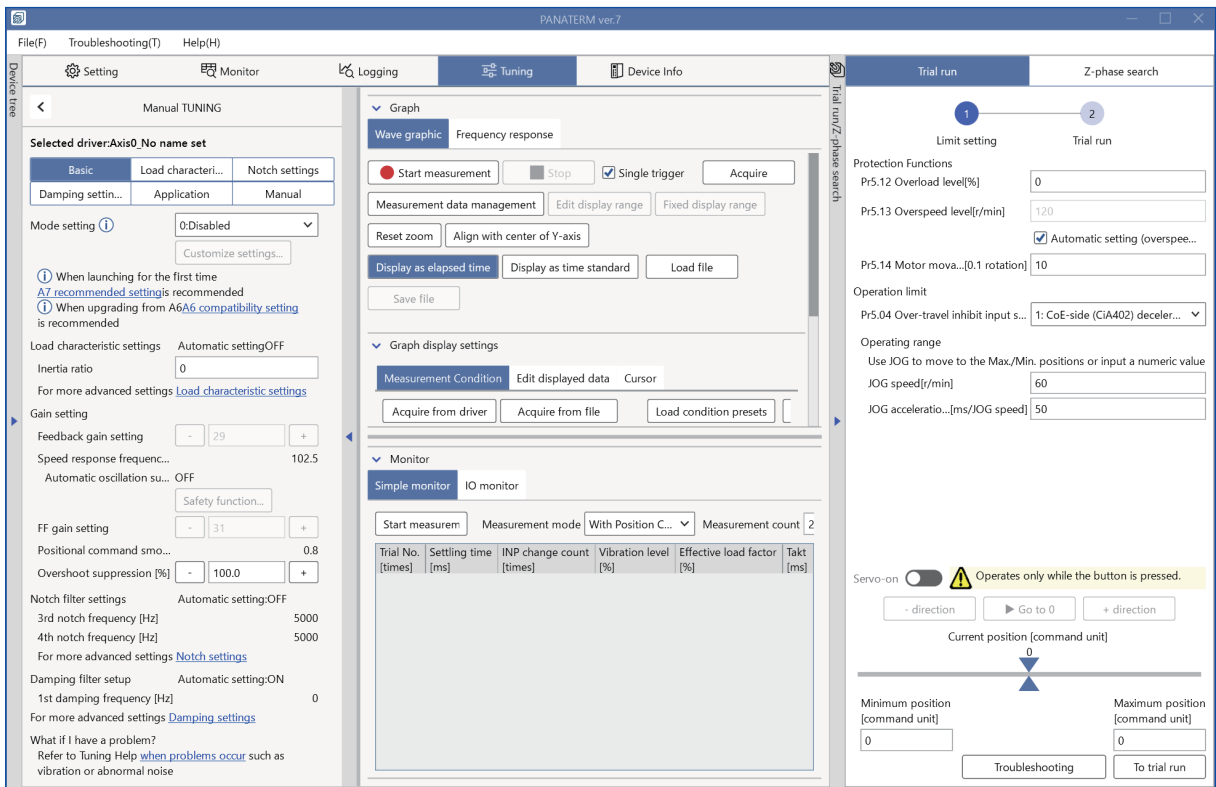 PANATERM ver.7
File(F) Troubleshooting(T) Help(H)
Device tree
Setting Monitor Logging Tuning Device Info
Manual TUNING
Selected driver:Axis0_No name set
Basic Load characteri... Notch settings
Damping settin... Application Manual
Mode setting 0:Disabled
Customize settings...
When launching for the first time
A7 recommended settingis recommended
When upgrading from A6A6 compatibility setting
is recommended
Load characteristic settings Automatic settingOFF
Inertia ratio 0
For more advanced settings Load characteristic settings
Gain setting
Feedback gain setting - 29 +
Speed response frequenc... 102.5
Automatic oscillation su... OFF
Safety function...
FF gain setting - 31 +
Positional command smo... 0.8
Overshoot suppression [%] - 100.0 +
Notch filter settings Automatic setting:OFF
3rd notch frequency [Hz] 5000
4th notch frequency [Hz] 5000
For more advanced settings Notch settings
Damping filter setup Automatic setting:ON
1st damping frequency [Hz] 0
For more advanced settings Damping settings
What if I have a problem?
Refer to Tuning Help when problems occur such as
vibration or abnormal noise
Graph
Wave graphic Frequency response
Start measurement Stop Single trigger Acquire
Measurement data management Edit display range Fixed display range
Reset zoom Align with center of Y-axis
Display as elapsed time Display as time standard Load file
Save file
Graph display settings
Measurement Condition Edit displayed data Cursor
Acquire from driver Acquire from file Load condition presets
Monitor
Simple monitor IO monitor
Start measurem Measurement mode With Position C... Measurement count 2
Trial No. Settling time INP change count Vibration level Effective load factor Takt
[times] [ms] [times] [%] [%] [ms]
Trial run/Z-phase search
Trial run Z-phase search
1 2
Limit setting Trial run
Protection Functions
Pr5.12 Overload level[%] 0
Pr5.13 Overspeed level[r/min] 120
Automatic setting (overspee...
Pr5.14 Motor mova...[0.1 rotation] 10
Operation limit
Pr5.04 Over-travel inhibit input s... 1: CoE-side (CiA402) deceler...
Operating range
Use JOG to move to the Max./Min. positions or input a numeric value
JOG speed[r/min] 60
JOG acceleratio...[ms/JOG speed] 50
Servo-on Operates only while the button is pressed.
- direction Go to 0 + direction
Current position [command unit]
0
Minimum position Maximum position
[command unit] [command unit]
0 0
Troubleshooting To trial run